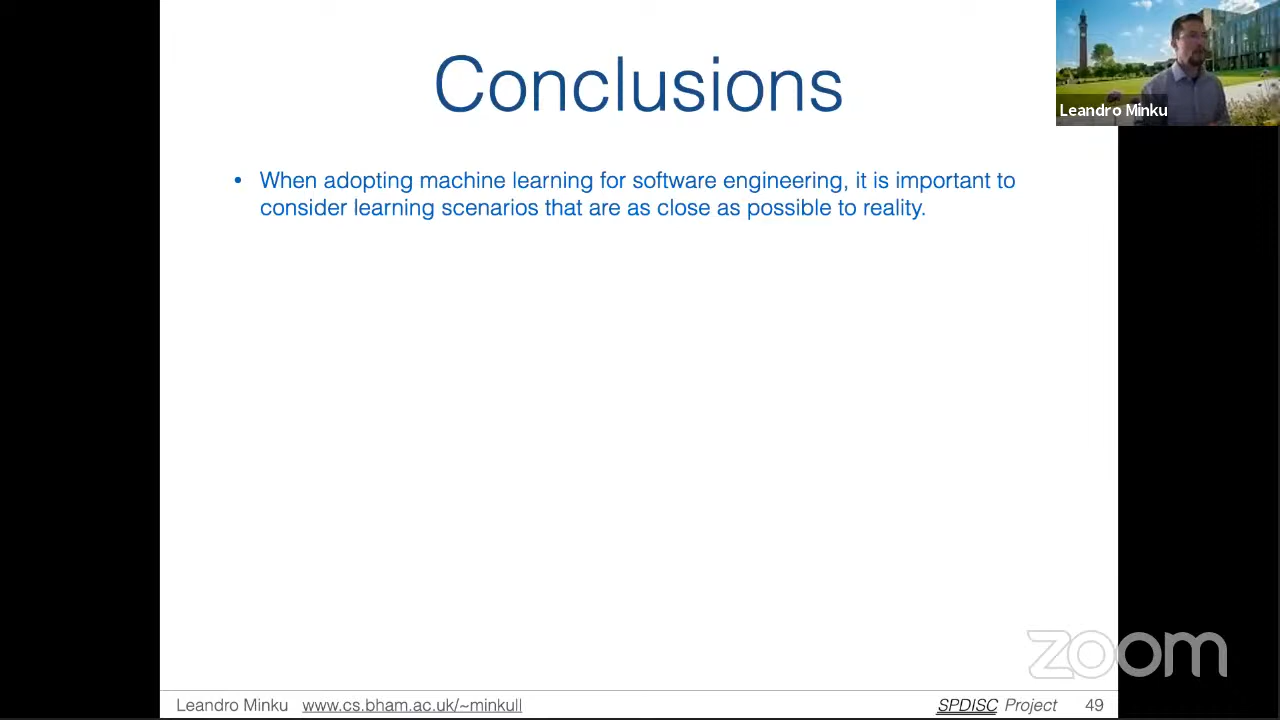 Conclusions
Leandro Minku
• When adopting machine learning for software engineering, it is important to
consider learning scenarios that are as close as possible to reality.
zoom
Leandro Minku www.cs.bham.ac.uk/~minkull SPDISC Project 49